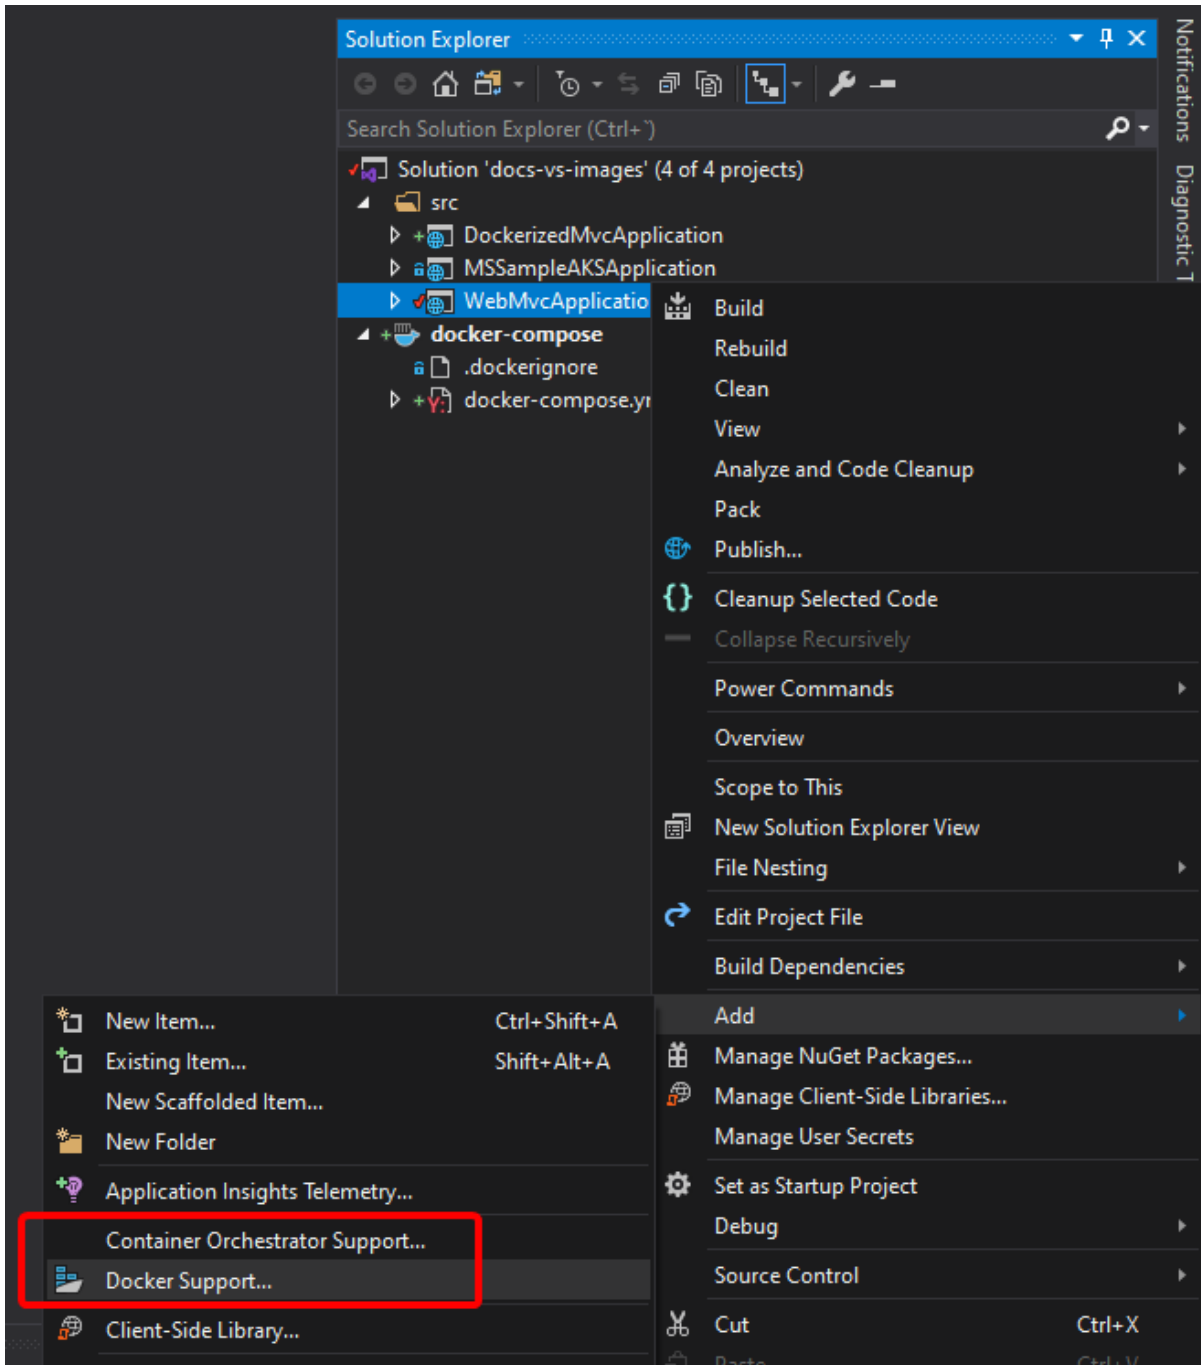 Solution Explorer
Search Solution Explorer (Ctrl+`)
Solution 'docs-vs-images' (4 of 4 projects)
src
DockerizedMvcApplication
MSSampleAKSApplication
WebMvcApplicatio
docker-compose
.dockerignore
docker-compose.yr
Notifications
Diagnostic T
Build
Rebuild
Clean
View
Analyze and Code Cleanup
Pack
Publish...
Cleanup Selected Code
Collapse Recursively
Power Commands
Overview
Scope to This
New Solution Explorer View
File Nesting
Edit Project File
Build Dependencies
Add
Manage NuGet Packages...
Manage Client-Side Libraries...
Manage User Secrets
Set as Startup Project
Debug
Source Control
Cut Ctrl+X
Paste Ctrl+V
New Item... Ctrl+Shift+A
Existing Item... Shift+Alt+A
New Scaffolded Item...
New Folder
Application Insights Telemetry...
Container Orchestrator Support...
Docker Support...
Client-Side Library...